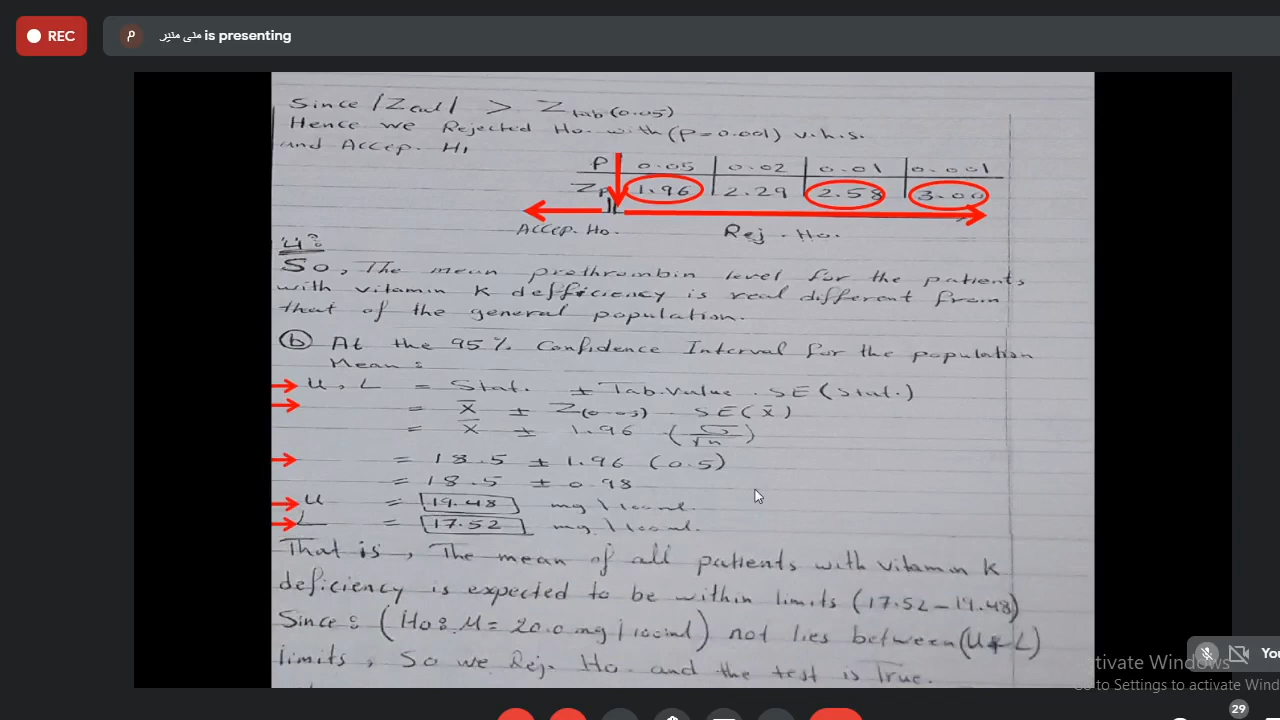 REC
منى منير is presenting
Since |Zcal| > Ztab(0.05)
Hence we Rejected Ho. with (P=0.001) v.h.s.
and Accep. H1
P 0.05 0.02 0.01 0.001
Zp 1.96 2.29 2.58 3.00
Accep. Ho. Rej. Ho.
4:
So, The mean prothrombin level for the patients
with vitamin K defficiency is real different from
that of the general population.
(b) At the 95% Confidence Interval for the population
Mean:
U, L = Stat. ± Tab.Value. SE(Stat.)
= x̄ ± Z(0.05) SE(x̄)
= x̄ ± 1.96 (σ/√n)
= 18.5 ± 1.96 (0.5)
= 18.5 ± 0.98
U = 19.48 mg\100ml.
L = 17.52 mg\100ml.
That is, The mean of all patients with vitamin K
deficiency is expected to be within limits (17.52-19.48)
Since: (Ho: M = 20.0 mg/100ml) not lies between (U & L)
limits, So we Rej. Ho and the test is True.
You
ctivate Windows
Go to Settings to activate Wind
29